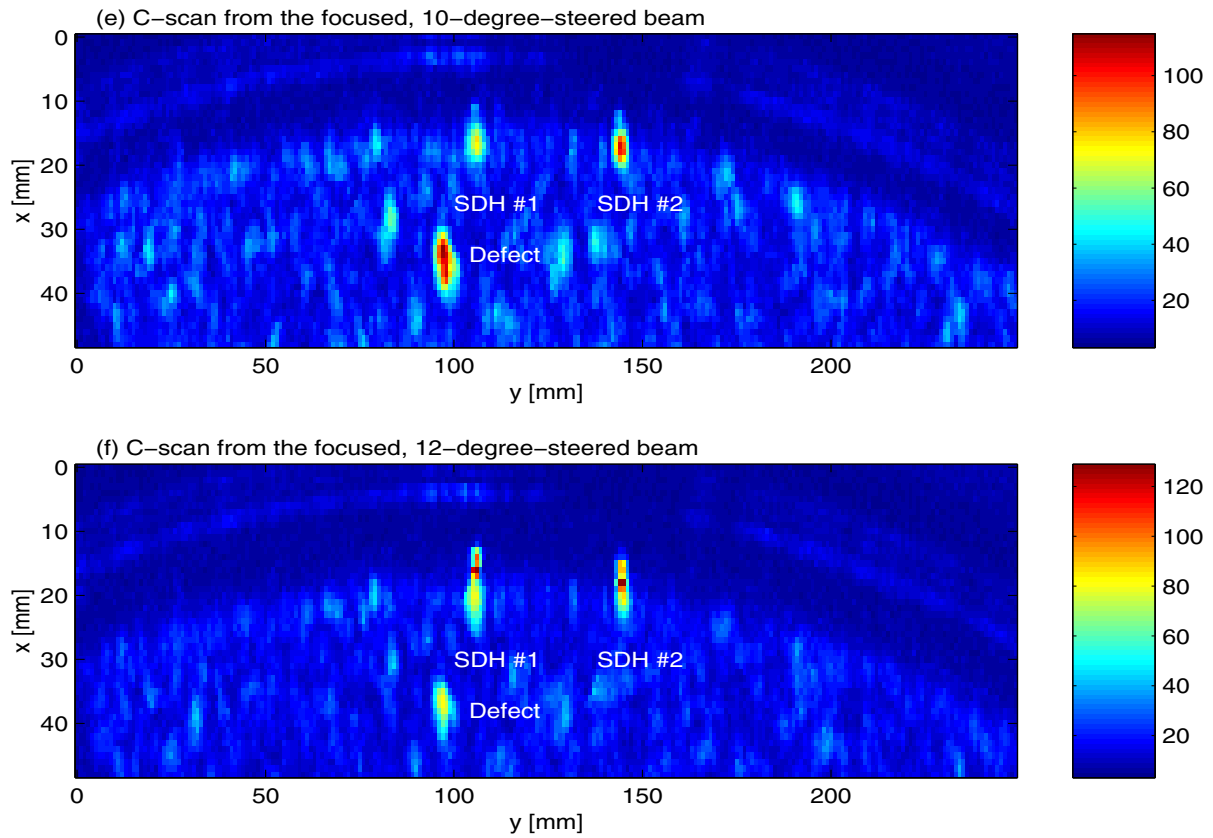 (e) C−scan from the focused, 10−degree−steered beam
0
10
20
30
40
x [mm]
SDH #1
SDH #2
Defect
0
50
100
150
200
y [mm]
100
80
60
40
20
(f) C−scan from the focused, 12−degree−steered beam
0
10
20
30
40
x [mm]
SDH #1
SDH #2
Defect
0
50
100
150
200
y [mm]
120
100
80
60
40
20